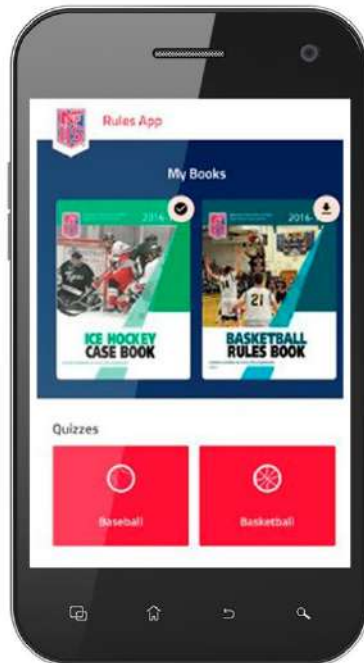 Rules App
My Books
2016-
2016-
ICE HOCKEY
CASE BOOK
BASKETBALL
RULES BOOK
21
Quizzes
Baseball
Basketball